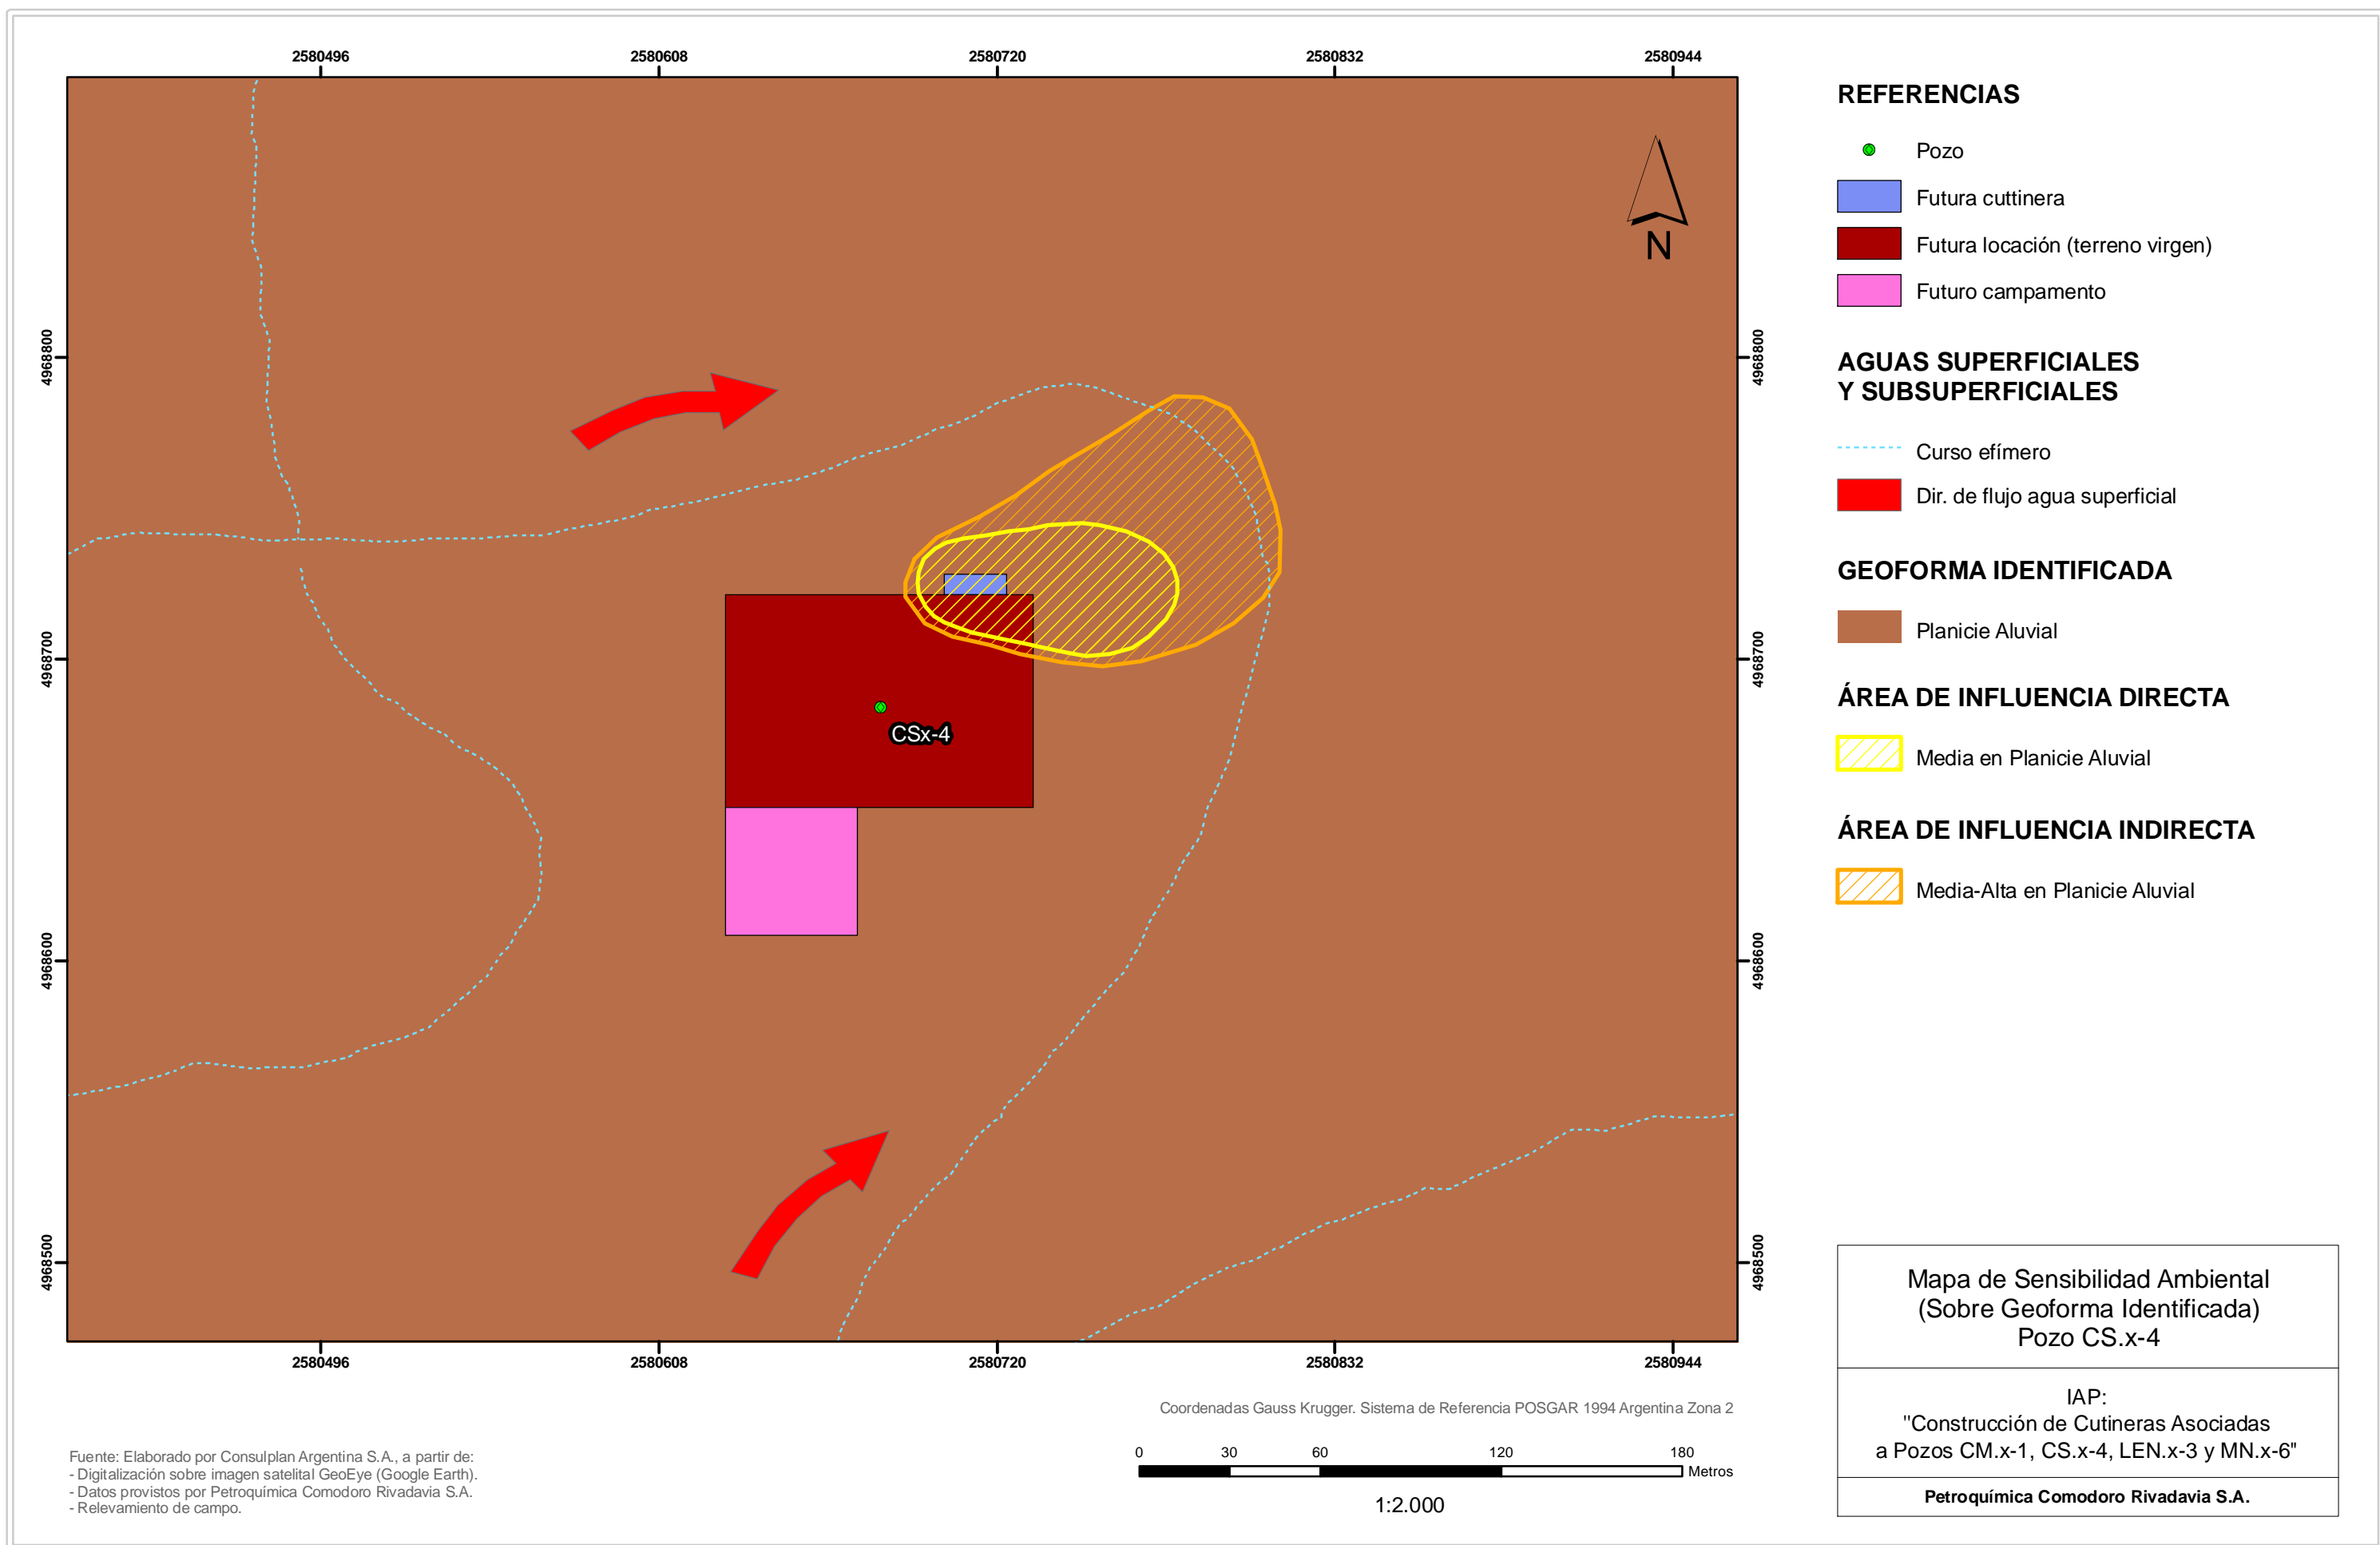 2580496 2580608 2580720 2580832 2580944
4968800
4968700
4968600
4968500
4968800
4968700
4968600
4968500
N
CSx-4
2580496 2580608 2580720 2580832 2580944
REFERENCIAS
Pozo
Futura cuttinera
Futura locación (terreno virgen)
Futuro campamento
AGUAS SUPERFICIALES
Y SUBSUPERFICIALES
Curso efímero
Dir. de flujo agua superficial
GEOFORMA IDENTIFICADA
Planicie Aluvial
ÁREA DE INFLUENCIA DIRECTA
Media en Planicie Aluvial
ÁREA DE INFLUENCIA INDIRECTA
Media-Alta en Planicie Aluvial
Coordenadas Gauss Krugger. Sistema de Referencia POSGAR 1994 Argentina Zona 2
0 30 60 120 180
Metros
1:2.000
Fuente: Elaborado por Consulplan Argentina S.A., a partir de:
- Digitalización sobre imagen satelital GeoEye (Google Earth).
- Datos provistos por Petroquímica Comodoro Rivadavia S.A.
- Relevamiento de campo.
Mapa de Sensibilidad Ambiental
(Sobre Geoforma Identificada)
Pozo CS.x-4
IAP:
"Construcción de Cutineras Asociadas
a Pozos CM.x-1, CS.x-4, LEN.x-3 y MN.x-6"
Petroquímica Comodoro Rivadavia S.A.